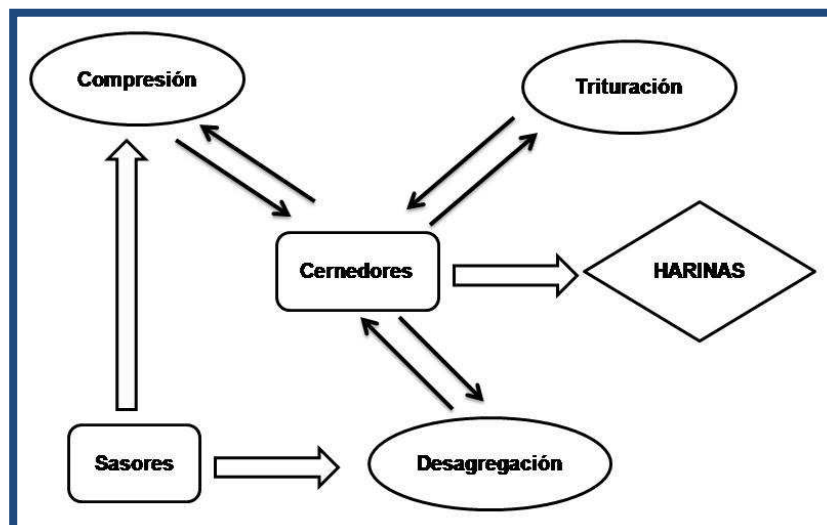 Compresión
Trituración
Cernedores
HARINAS
Sasores
Desagregación